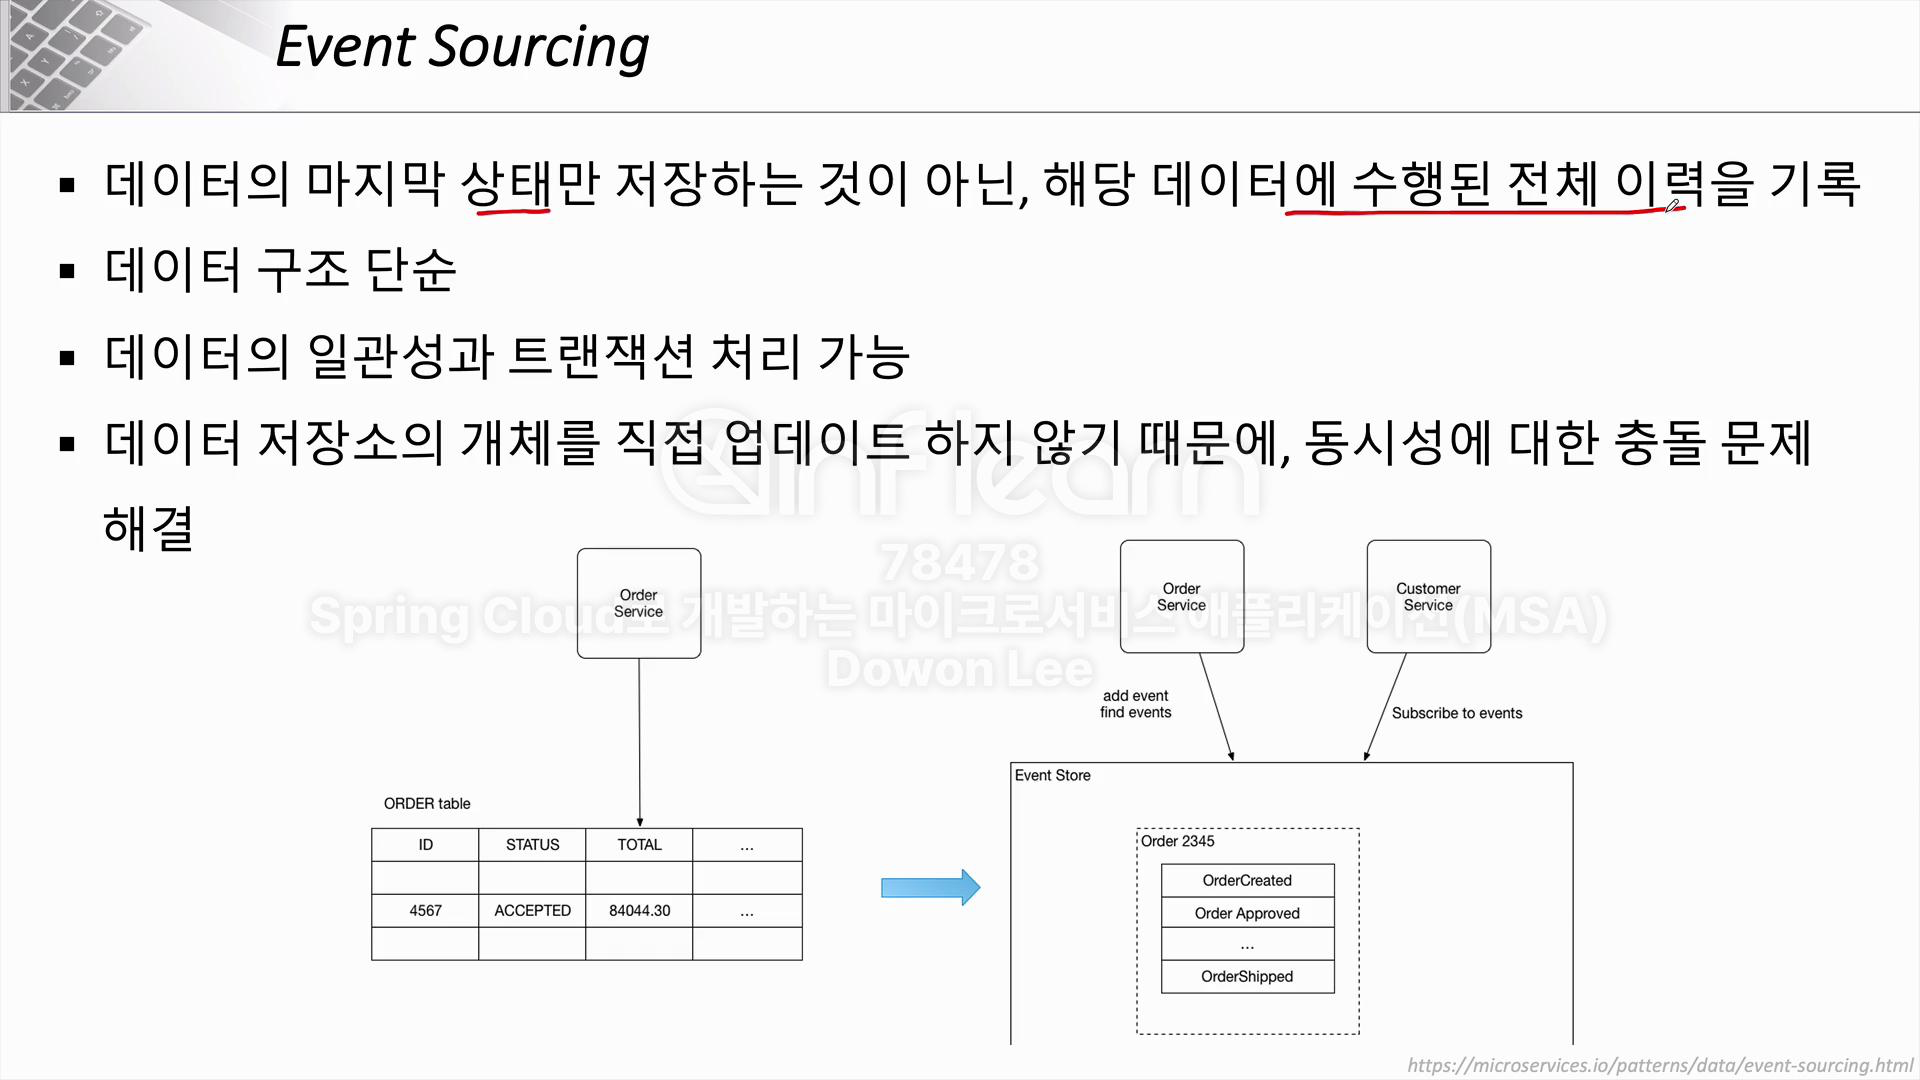 Event Sourcing
▪ 데이터의 마지막 상태만 저장하는 것이 아닌, 해당 데이터에 수행된 전체 이력을 기록
▪ 데이터 구조 단순
▪ 데이터의 일관성과 트랜잭션 처리 가능
▪ 데이터 저장소의 개체를 직접 업데이트 하지 않기 때문에, 동시성에 대한 충돌 문제
해결
inflearn
78478
Spring Cloud로 개발하는 마이크로서비스 애플리케이션(MSA)
Dowon Lee
Order
Service
ORDER table
ID STATUS TOTAL ...
4567 ACCEPTED 84044.30 ...
Order
Service
Customer
Service
add event
find events
Subscribe to events
Event Store
Order 2345
OrderCreated
Order Approved
...
OrderShipped
https://microservices.io/patterns/data/event-sourcing.html